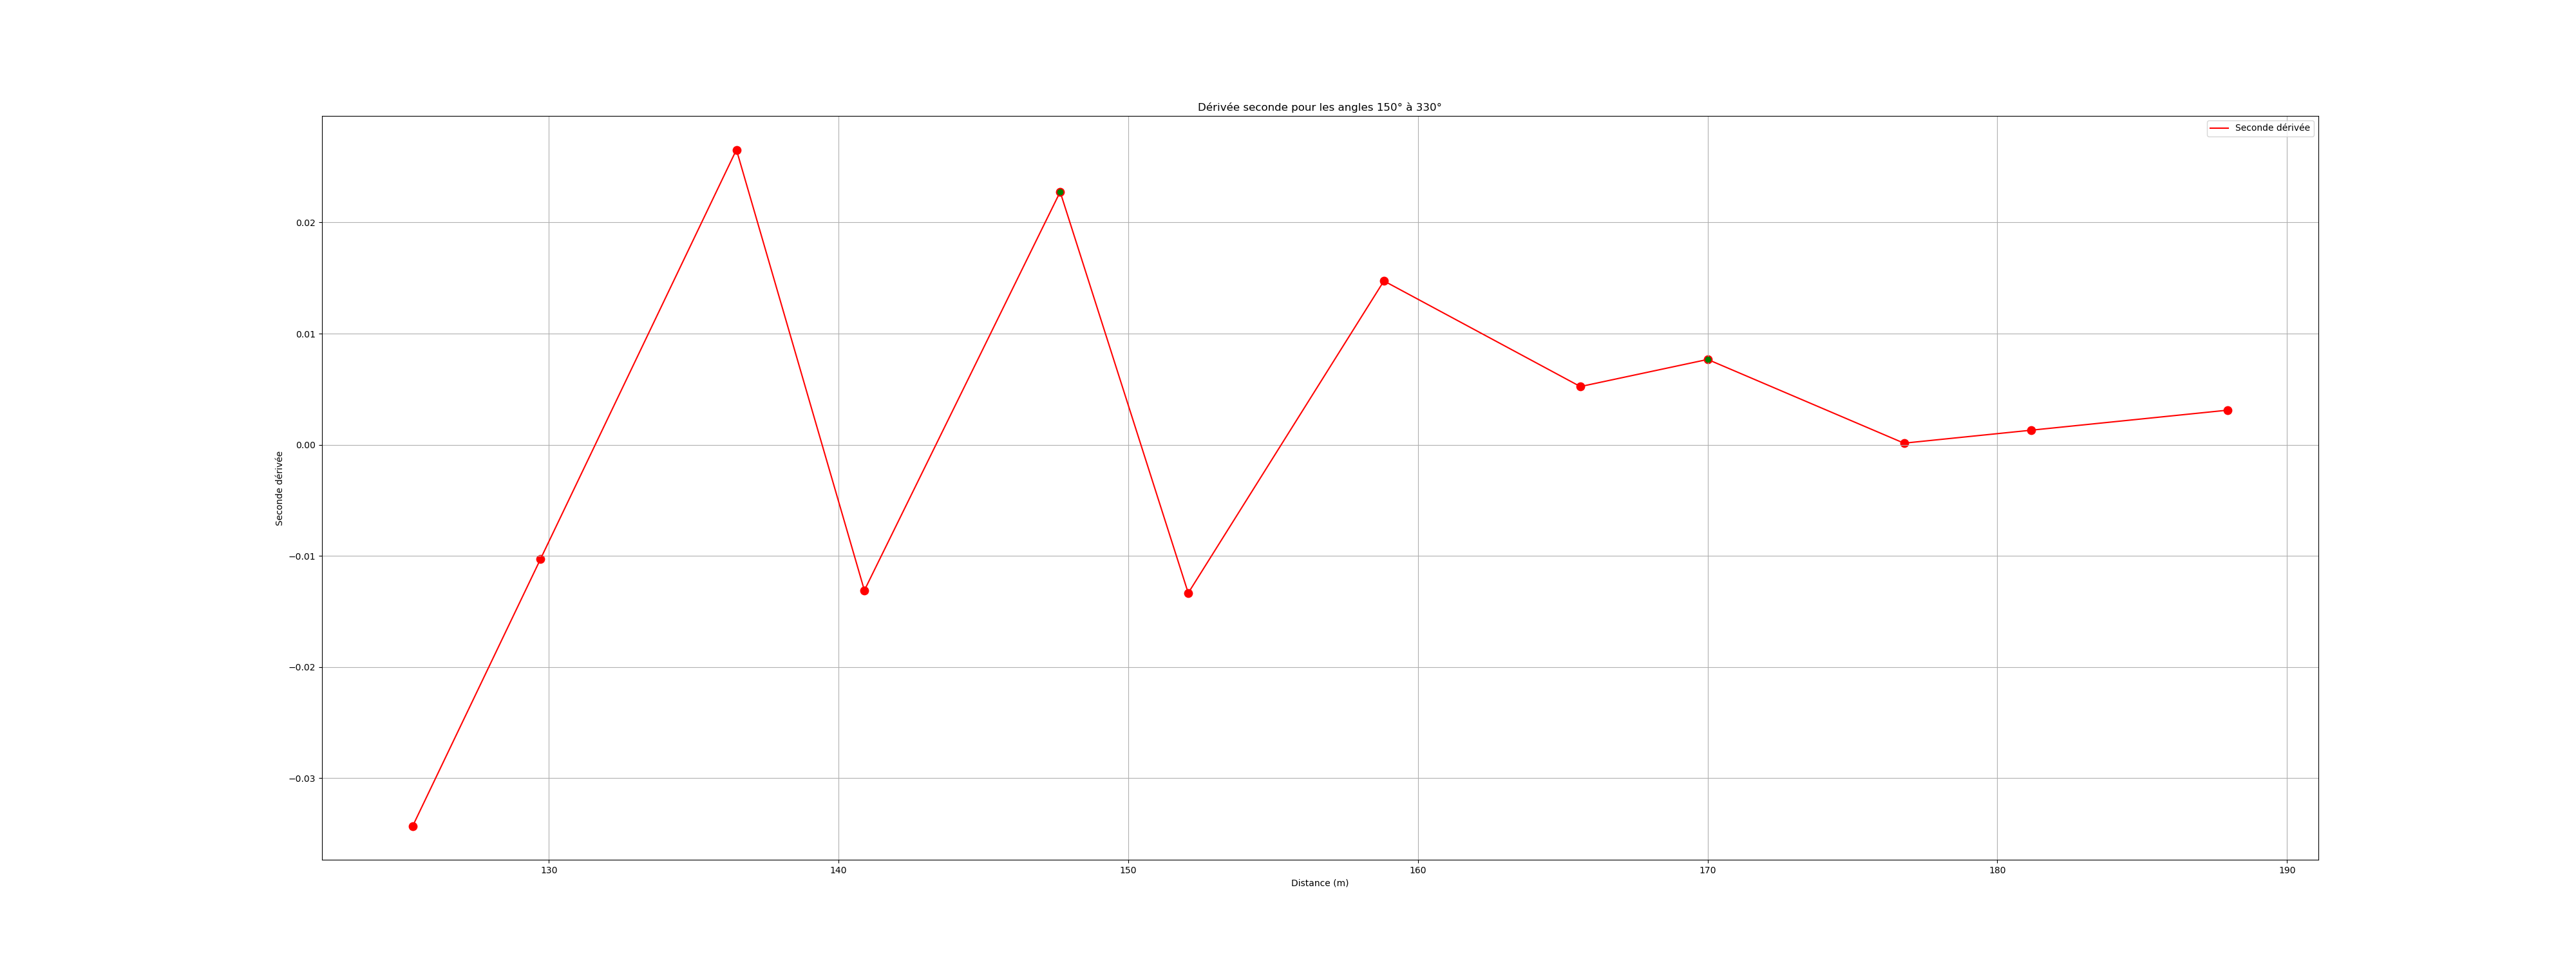 Dérivée seconde pour les angles 150° à 330°
Seconde dérivée
0.02
0.01
0.00
−0.01
−0.02
−0.03
Seconde dérivée
130 140 150 160 170 180 190
Distance (m)